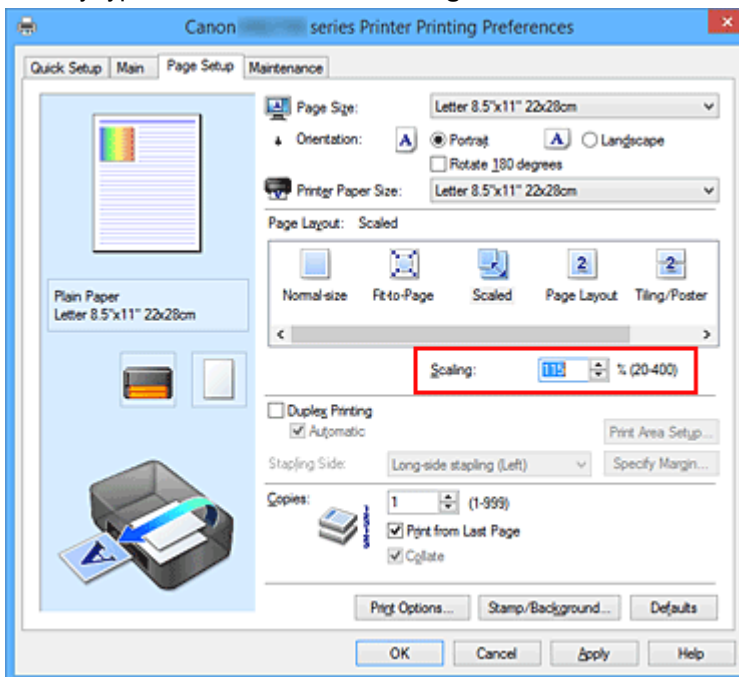 Canon series Printer Printing Preferences
Quick Setup Main Page Setup Maintenance
Page Size: Letter 8.5"x11" 22x28cm
Orientation: A Portrait A Landscape
Rotate 180 degrees
Printer Paper Size: Letter 8.5"x11" 22x28cm
Page Layout: Scaled
2 2
Normal-size Fit-to-Page Scaled Page Layout Tiling/Poster
Plain Paper
Letter 8.5"x11" 22x28cm
Scaling: 115 % (20-400)
Duplex Printing
Automatic Print Area Setup...
Stapling Side: Long-side stapling (Left) Specify Margin...
Copies: 1 (1-999)
Print from Last Page
Collate
A
Print Options... Stamp/Background... Defaults
OK Cancel Apply Help